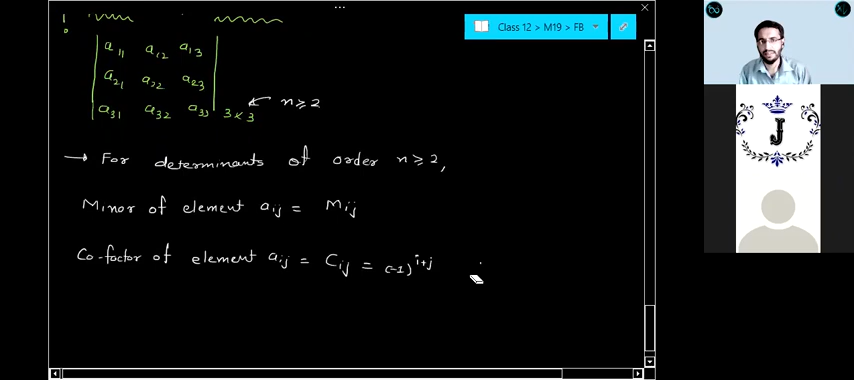 Class 12 > M19 > FB
a11 a12 a13
a21 a22 a23
a31 a32 a33 3×3 ← n≥2
→ For determinants of order n≥2,
Minor of element aij = Mij
Co-factor of element aij = Cij = (-1)^i+j
J